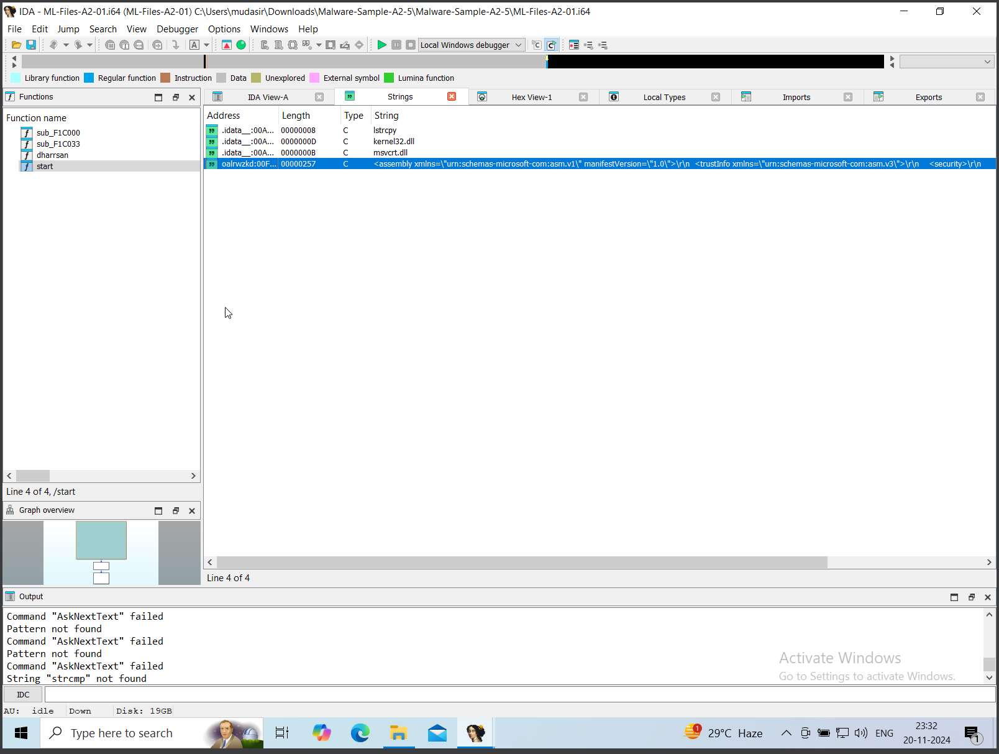 IDA - ML-Files-A2-01.i64 (ML-Files-A2-01) C:\Users\mudasir\Downloads\Malware-Sample-A2-5\Malware-Sample-A2-5\ML-Files-A2-01.i64
File Edit Jump Search View Debugger Options Windows Help
Local Windows debugger
Library function Regular function Instruction Data Unexplored External symbol Lumina function
Functions
IDA View-A Strings Hex View-1 Local Types Imports Exports
Function name
sub_F1C000
sub_F1C033
dharrsan
start
Address Length Type String
.idata__:00A... 00000008 C lstrcpy
.idata__:00A... 0000000D C kernel32.dll
.idata__:00A... 0000000B C msvcrt.dll
oalrwzkd:00F... 00000257 C <assembly xmlns=\"urn:schemas-microsoft-com:asm.v1\" manifestVersion=\"1.0\">\r\n <trustInfo xmlns=\"urn:schemas-microsoft-com:asm.v3\">\r\n <security>\r\n
Line 4 of 4, /start
Graph overview
Line 4 of 4
Output
Command "AskNextText" failed
Pattern not found
Command "AskNextText" failed
Pattern not found
Command "AskNextText" failed
String "strcmp" not found
Activate Windows
Go to Settings to activate Windows.
IDC
AU: idle Down Disk: 19GB
Type here to search
1
29°C Haze
ENG
23:32
20-11-2024
1